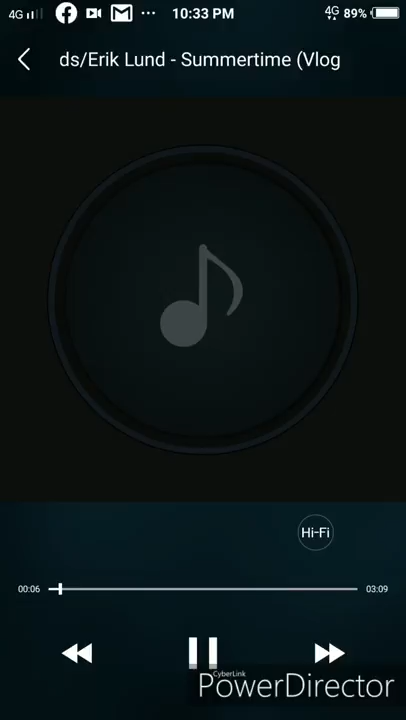 4G 10:33 PM 4G 89%
ds/Erik Lund - Summertime (Vlog
Hi-Fi
00:06 03:09
CyberLink
PowerDirector